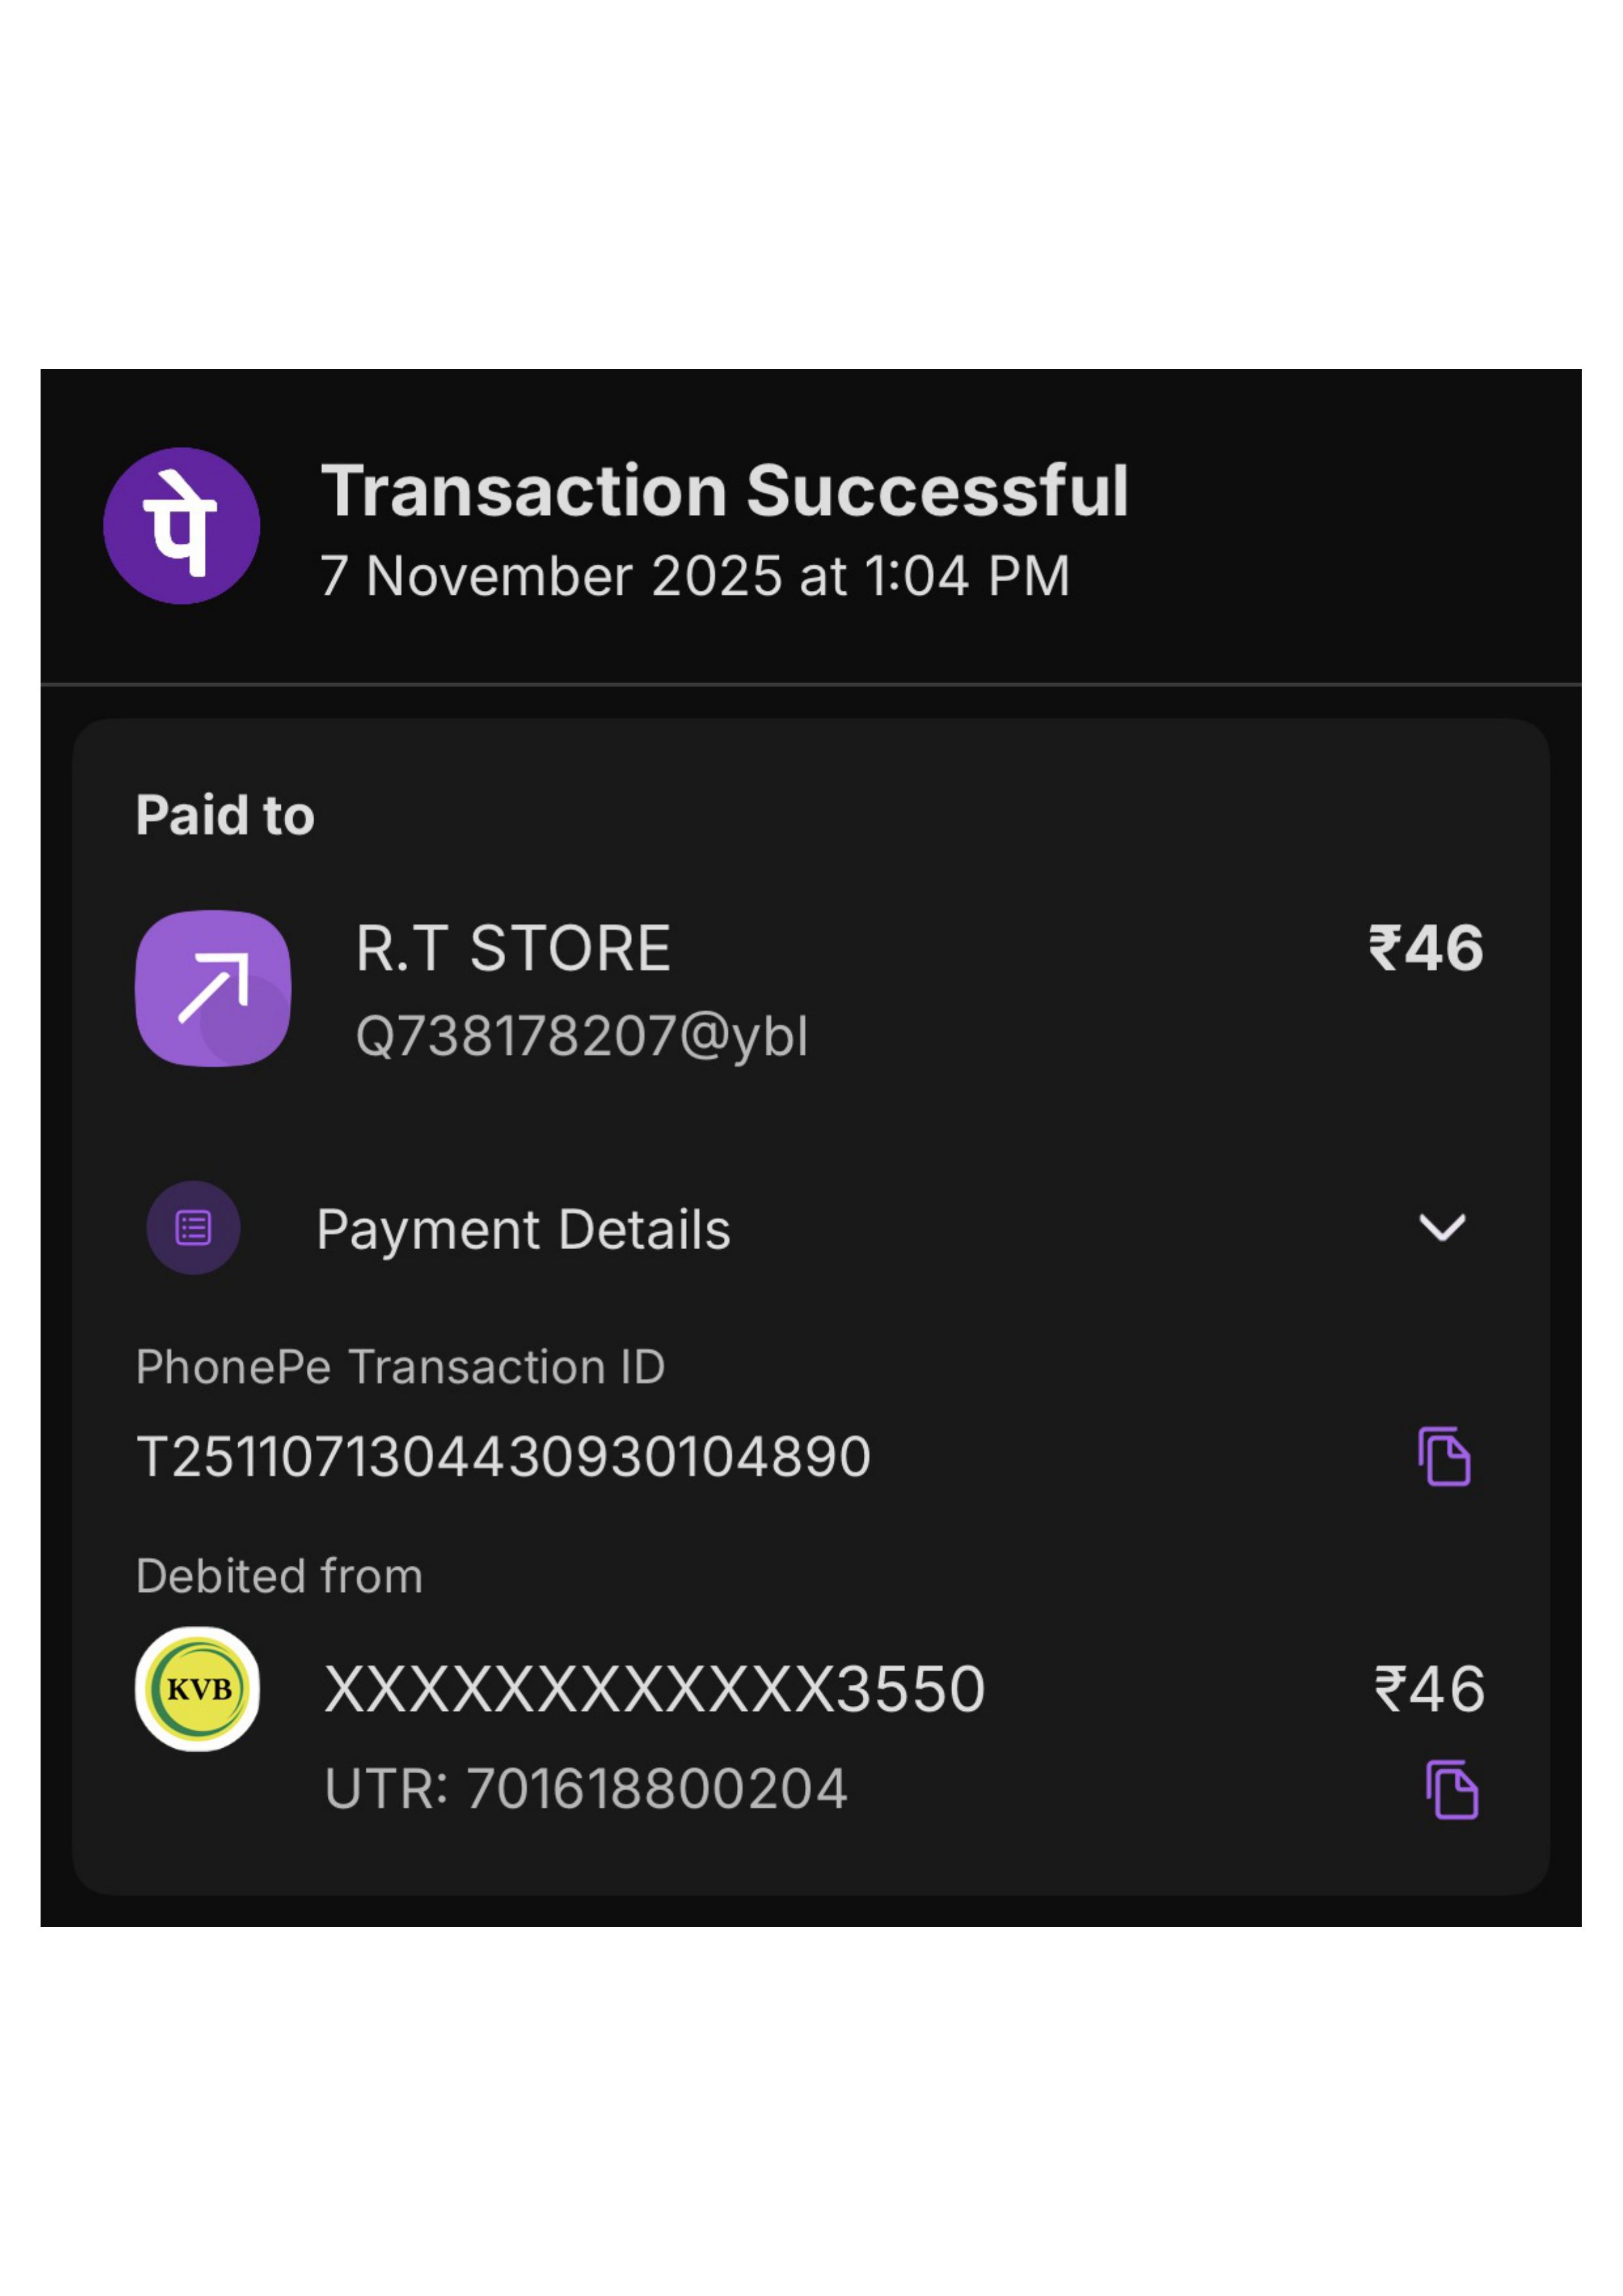 पे
Transaction Successful
7 November 2025 at 1:04 PM
Paid to
R.T STORE
₹46
Q738178207@ybl
Payment Details
PhonePe Transaction ID
T2511071304430930104890
Debited from
KVB
XXXXXXXXXXXX3550
₹46
UTR: 701618800204